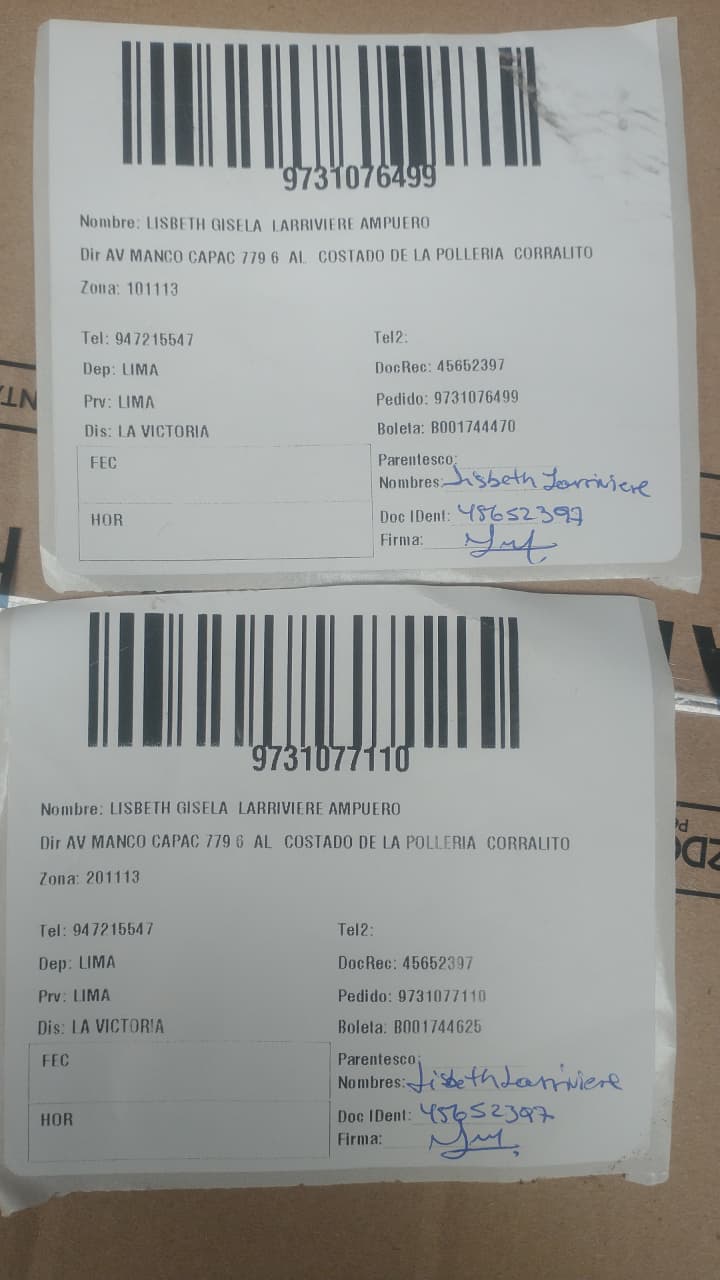 9731076499
Nombre: LISBETH GISELA LARRIVIERE AMPUERO
Dir AV MANCO CAPAC 779 6 AL COSTADO DE LA POLLERIA CORRALITO
Zona: 101113
Tel: 947215547 Tel2:
Dep: LIMA DocRec: 45652397
Prv: LIMA Pedido: 9731076499
Dis: LA VICTORIA Boleta: B001744470
FEC Parentesco:
Nombres: Lisbeth Larriviere
HOR Doc IDent: 45652397
Firma:
9731077110
Nombre: LISBETH GISELA LARRIVIERE AMPUERO
Dir AV MANCO CAPAC 779 6 AL COSTADO DE LA POLLERIA CORRALITO
Zona: 201113
Tel: 947215547 Tel2:
Dep: LIMA DocRec: 45652397
Prv: LIMA Pedido: 9731077110
Dis: LA VICTORIA Boleta: B001744625
FEC Parentesco:
Nombres: Lisbeth Larriviere
HOR Doc IDent: 45652397
Firma: